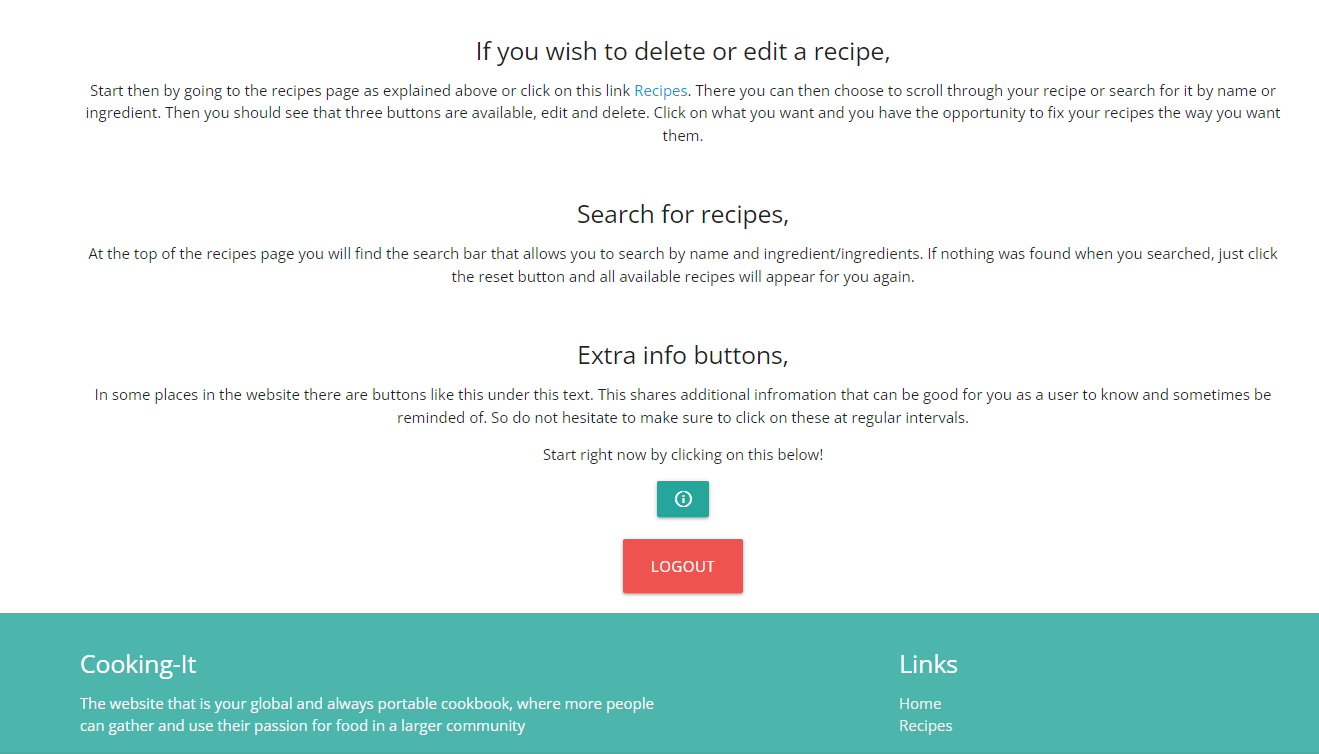 If you wish to delete or edit a recipe,
Start then by going to the recipes page as explained above or click on this link Recipes. There you can then choose to scroll through your recipe or search for it by name or
ingredient. Then you should see that three buttons are available, edit and delete. Click on what you want and you have the opportunity to fix your recipes the way you want
them.
Search for recipes,
At the top of the recipes page you will find the search bar that allows you to search by name and ingredient/ingredients. If nothing was found when you searched, just click
the reset button and all available recipes will appear for you again.
Extra info buttons,
In some places in the website there are buttons like this under this text. This shares additional infromation that can be good for you as a user to know and sometimes be
reminded of. So do not hesitate to make sure to click on these at regular intervals.
Start right now by clicking on this below!
LOGOUT
Cooking-It
The website that is your global and always portable cookbook, where more people
can gather and use their passion for food in a larger community
Links
Home
Recipes